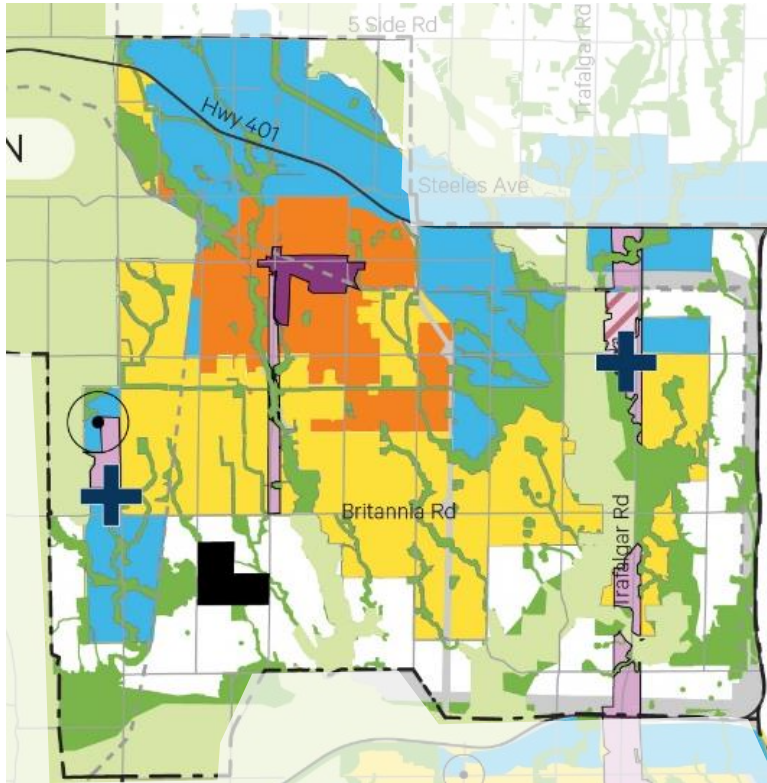 5 Side Rd
Trafalgar Rd
Hwy 401
N
Steeles Ave
Britannia Rd
Trafalgar Rd